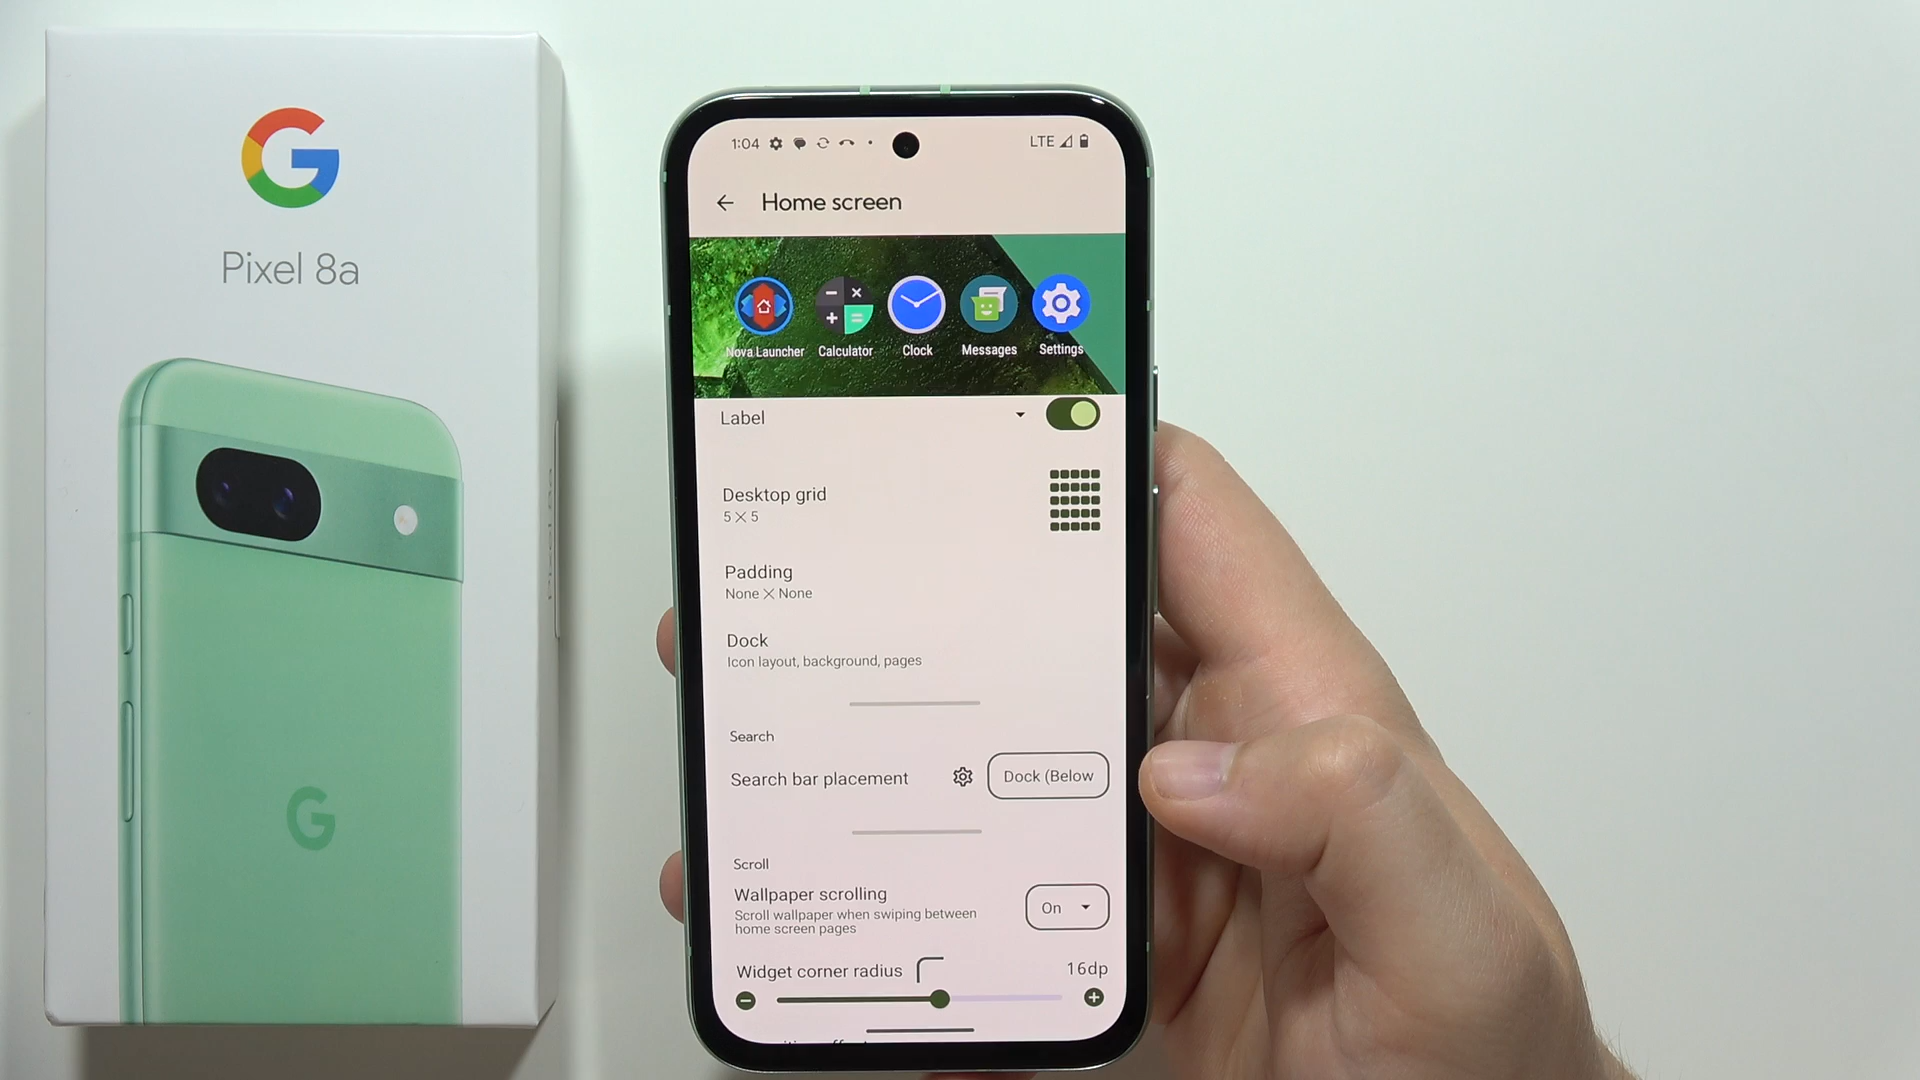 Pixel 8a
1:04
LTE
Home screen
Nova Launcher
Calculator
Clock
Messages
Settings
Label
Desktop grid
5 × 5
Padding
None × None
Dock
Icon layout, background, pages
Search
Search bar placement
Dock (Below
Scroll
Wallpaper scrolling
Scroll wallpaper when swiping between
home screen pages
On
Widget corner radius
16dp